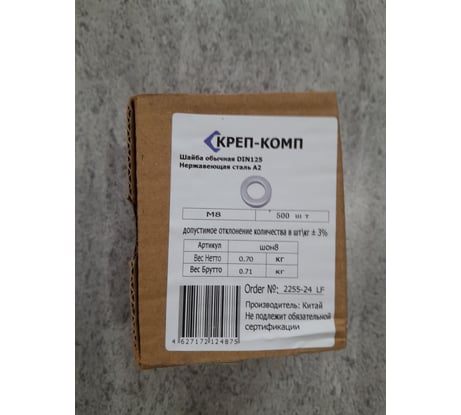 КРЕП-КОМП
Шайба обычная DIN125
Нержавеющая сталь А2
М8 500 шт
допустимое отклонение количества в шт\кг ± 3%
Артикул шон8
Вес Нетто 0.70 кг
Вес Брутто 0.71 кг
Order №: 2255-24 LF
Производитель: Китай
Не подлежит обязательной
сертификации
4627172124875